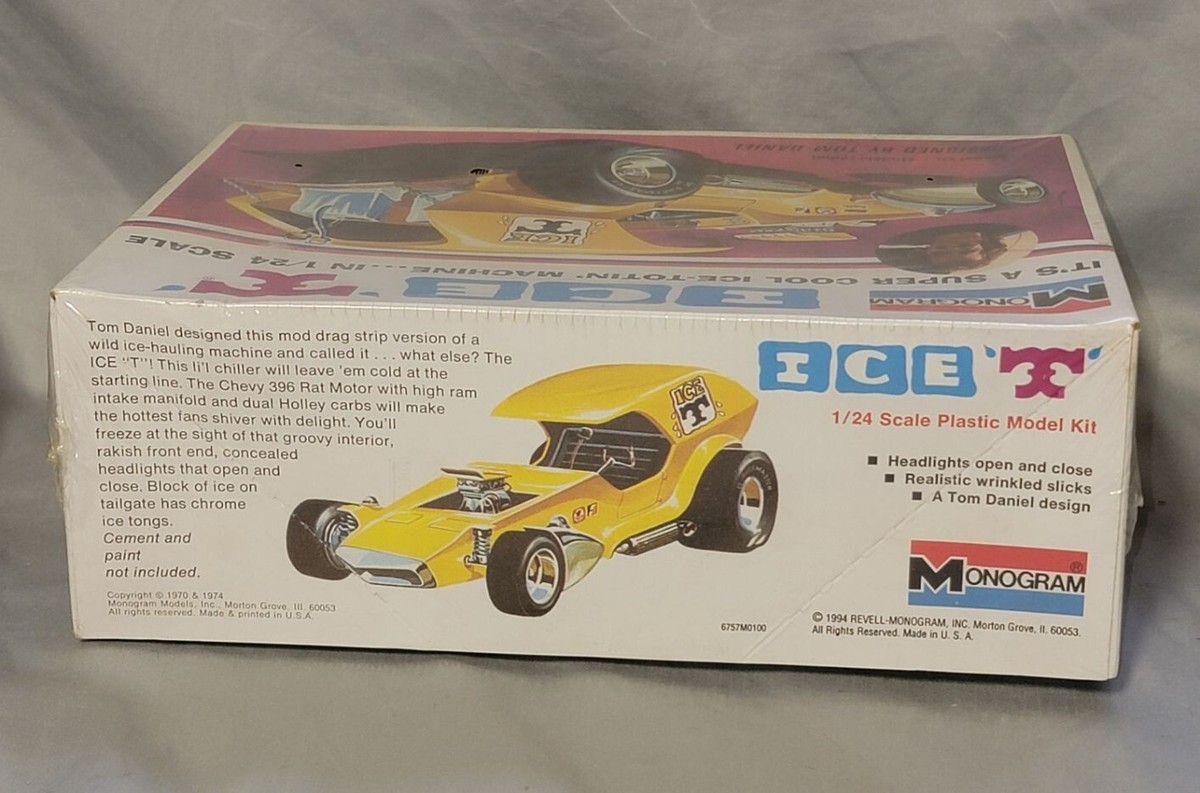 DESIGNED BY TOM DANIEL
ICE T
IT'S A SUPER COOL ICE-TOTIN' MACHINE...IN 1/24 SCALE
MONOGRAM
ICE 'T'
Tom Daniel designed this mod drag strip version of a
wild ice-hauling machine and called it . . . what else? The
ICE "T"! This li'l chiller will leave 'em cold at the
starting line. The Chevy 396 Rat Motor with high ram
intake manifold and dual Holley carbs will make
the hottest fans shiver with delight. You'll
freeze at the sight of that groovy interior,
rakish front end, concealed
headlights that open and
close. Block of ice on
tailgate has chrome
ice tongs.
Cement and
paint
not included.
Copyright © 1970 & 1974
Monogram Models, Inc., Morton Grove, Ill. 60053
All rights reserved. Made & printed in U.S.A.
ICE T
ICE 'T'
1/24 Scale Plastic Model Kit
■ Headlights open and close
■ Realistic wrinkled slicks
■ A Tom Daniel design
MONOGRAM®
6757M0100
© 1994 REVELL-MONOGRAM, INC. Morton Grove, Il. 60053.
All Rights Reserved. Made in U. S. A.